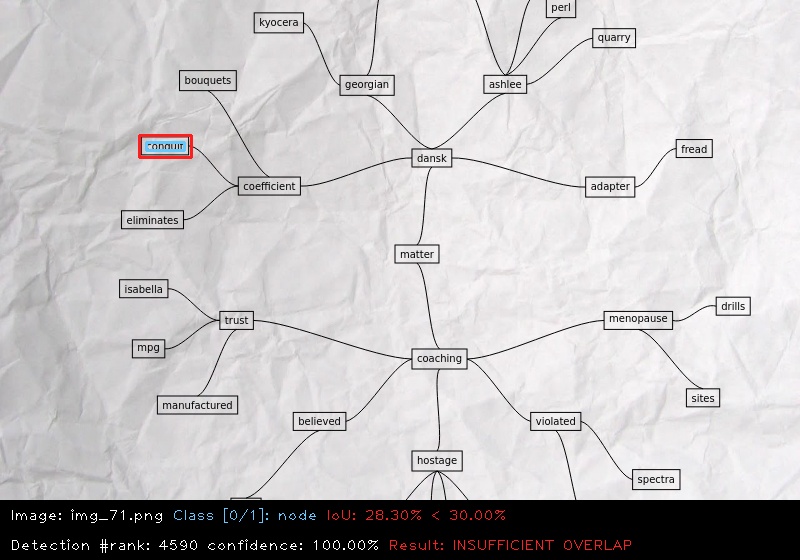 perl
kyocera
quarry
bouquets
georgian
ashlee
conduit
fread
dansk
coefficient
adapter
eliminates
matter
isabella
drills
trust
menopause
mpg
coaching
sites
manufactured
believed
violated
hostage
spectra
Image: img_71.png Class [0/1]: node IoU: 28.30% < 30.00%
Detection #rank: 4590 confidence: 100.00% Result: INSUFFICIENT OVERLAP